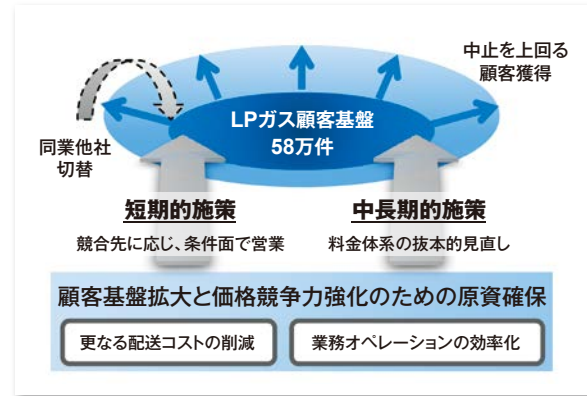 中止を上回る
顧客獲得
LPガス顧客基盤
58万件
同業他社
切替
短期的施策
中長期的施策
競合先に応じ、条件面で営業
料金体系の抜本的見直し
顧客基盤拡大と価格競争力強化のための原資確保
更なる配送コストの削減
業務オペレーションの効率化